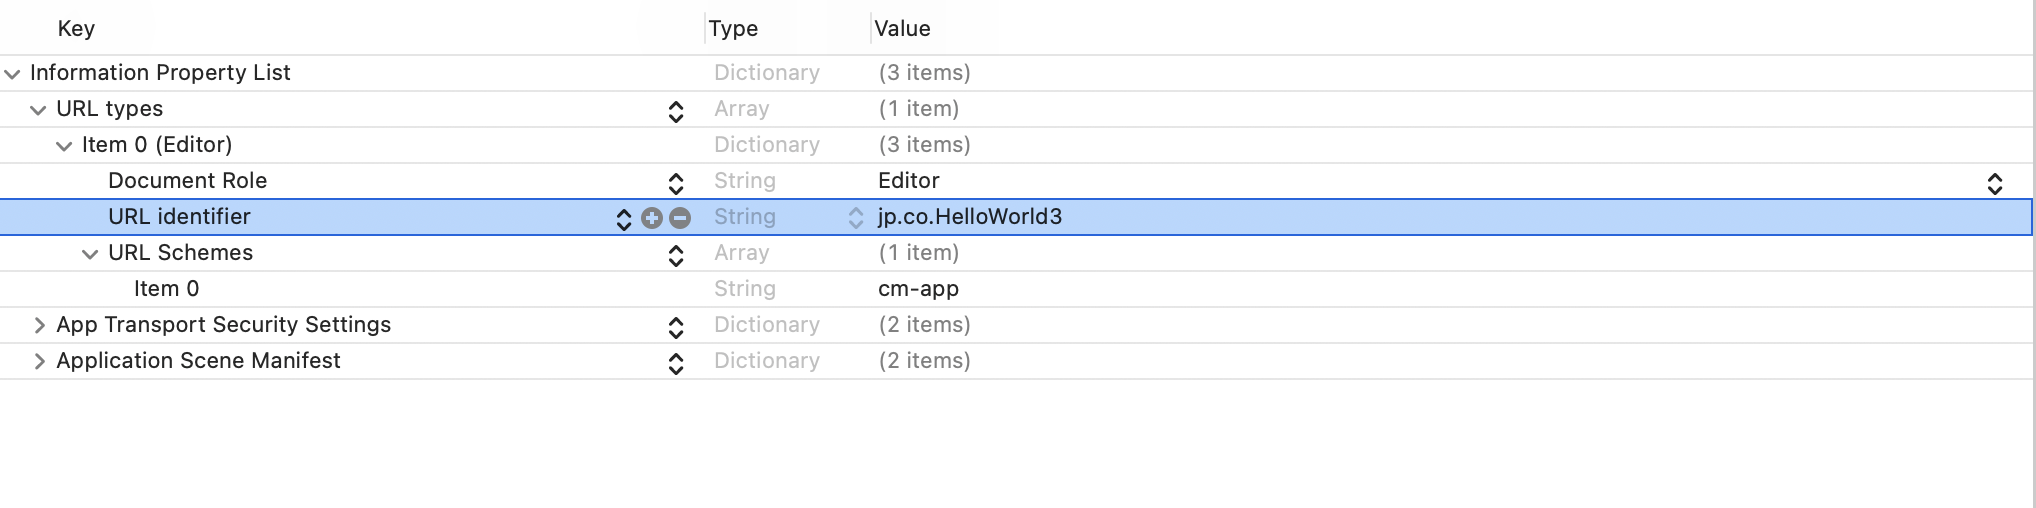 Key Type Value
Information Property List Dictionary (3 items)
URL types Array (1 item)
Item 0 (Editor) Dictionary (3 items)
Document Role String Editor
URL identifier String jp.co.HelloWorld3
URL Schemes Array (1 item)
Item 0 String cm-app
App Transport Security Settings Dictionary (2 items)
Application Scene Manifest Dictionary (2 items)